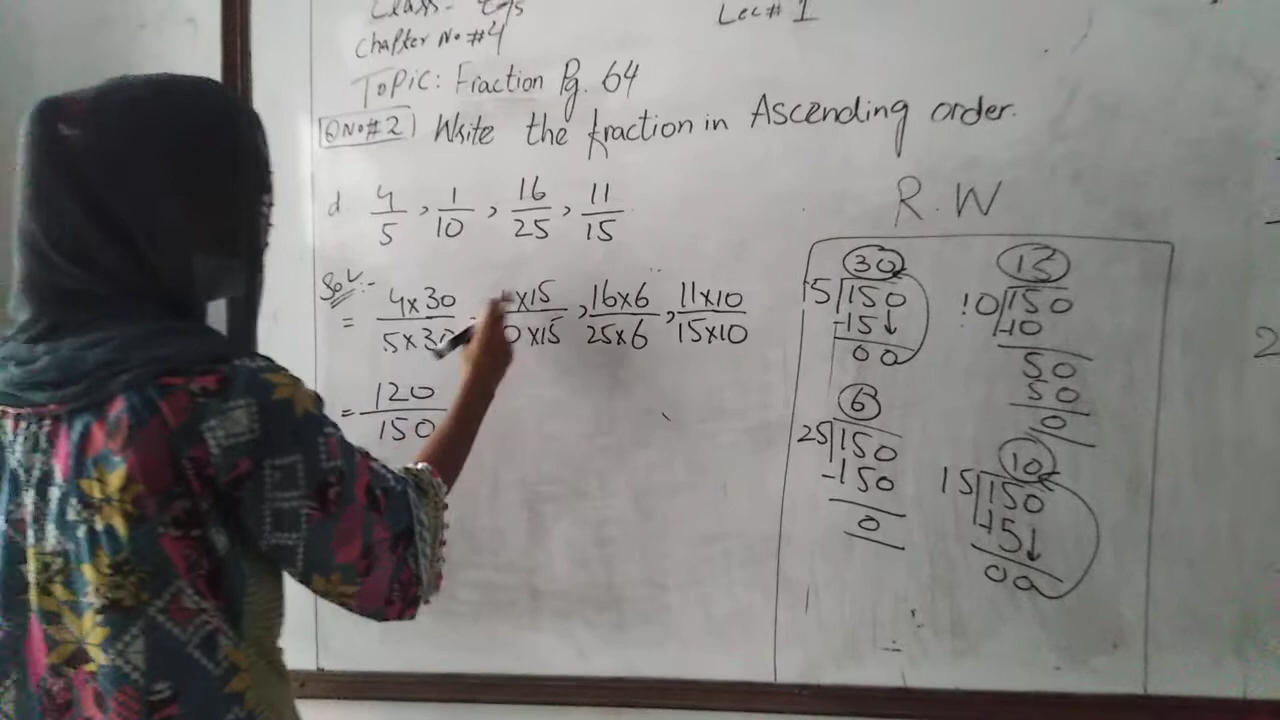 Lec# 1
Chapter No #4
Topic: Fraction Pg. 64
QNo#2 Write the fraction in Ascending order.
d 4/5, 1/10, 16/25, 11/15
R.W
Sol:-
= 4x30/5x30, 1x15/10x15, 16x6/25x6, 11x10/15x10
= 120/150
30
5 150
-15↓
00
15
10 150
-10
50
50
0
6
25 150
-150
0
10
15 150
-15↓
00
2